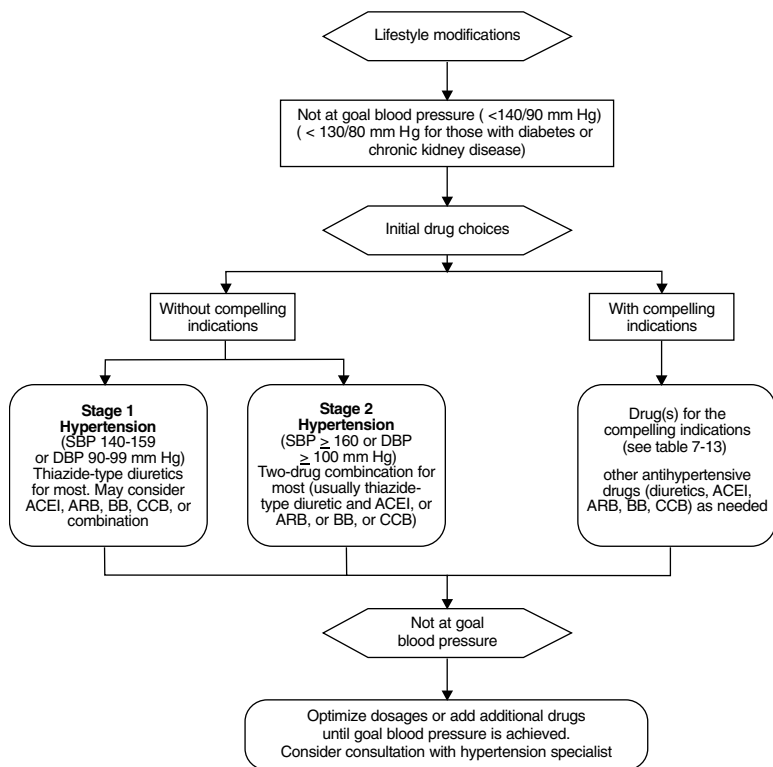 Lifestyle modifications
Not at goal blood pressure ( <140/90 mm Hg)
( < 130/80 mm Hg for those with diabetes or
chronic kidney disease)
Initial drug choices
Without compelling
indications
With compelling
indications
Stage 1
Hypertension
(SBP 140-159
or DBP 90-99 mm Hg)
Thiazide-type diuretics
for most. May consider
ACEI, ARB, BB, CCB, or
combination
Stage 2
Hypertension
(SBP ≥ 160 or DBP
≥ 100 mm Hg)
Two-drug combincation for
most (usually thiazide-
type diuretic and ACEI, or
ARB, or BB, or CCB)
Drug(s) for the
compelling indications
(see table 7-13)
other antihypertensive
drugs (diuretics, ACEI,
ARB, BB, CCB) as needed
Not at goal
blood pressure
Optimize dosages or add additional drugs
until goal blood pressure is achieved.
Consider consultation with hypertension specialist